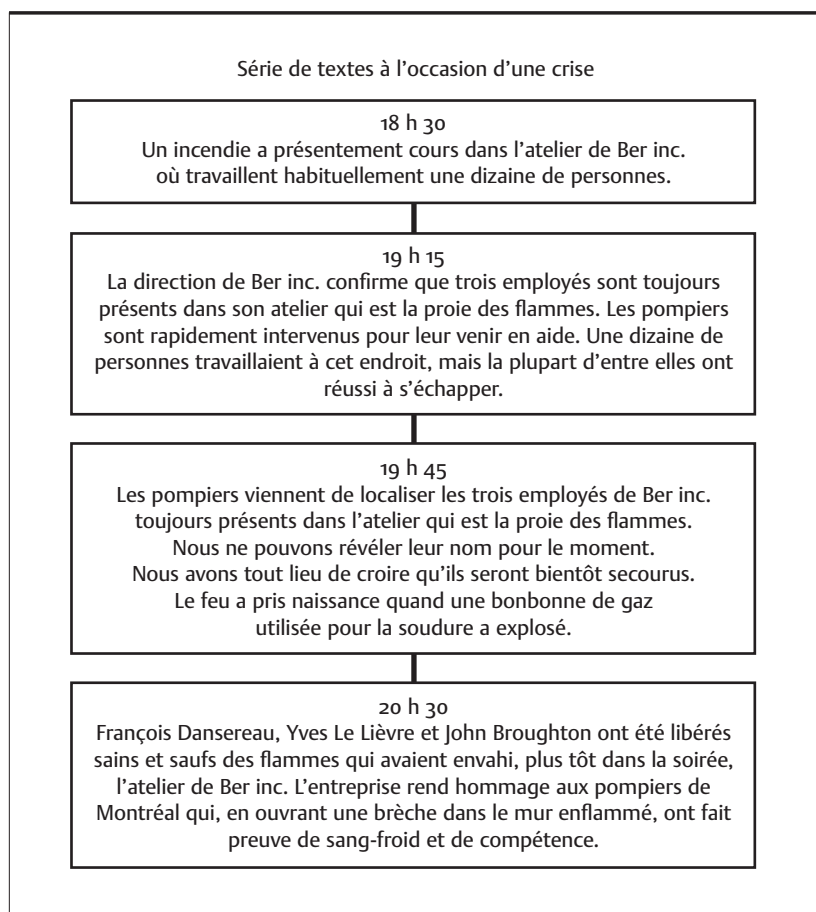 Série de textes à l’occasion d’une crise
18 h 30
Un incendie a présentement cours dans l’atelier de Ber inc.
où travaillent habituellement une dizaine de personnes.
19 h 15
La direction de Ber inc. confirme que trois employés sont toujours
présents dans son atelier qui est la proie des flammes. Les pompiers
sont rapidement intervenus pour leur venir en aide. Une dizaine de
personnes travaillaient à cet endroit, mais la plupart d’entre elles ont
réussi à s’échapper.
19 h 45
Les pompiers viennent de localiser les trois employés de Ber inc.
toujours présents dans l’atelier qui est la proie des flammes.
Nous ne pouvons révéler leur nom pour le moment.
Nous avons tout lieu de croire qu’ils seront bientôt secourus.
Le feu a pris naissance quand une bonbonne de gaz
utilisée pour la soudure a explosé.
20 h 30
François Dansereau, Yves Le Lièvre et John Broughton ont été libérés
sains et saufs des flammes qui avaient envahi, plus tôt dans la soirée,
l’atelier de Ber inc. L’entreprise rend hommage aux pompiers de
Montréal qui, en ouvrant une brèche dans le mur enflammé, ont fait
preuve de sang-froid et de compétence.